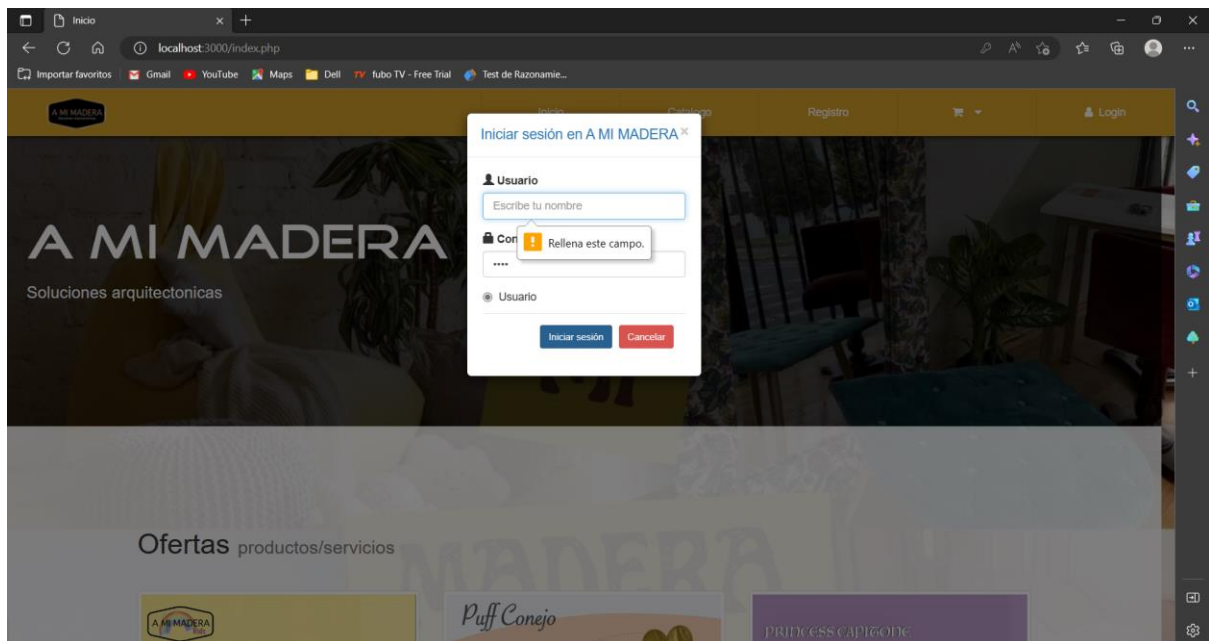 Inicio
localhost:3000/index.php
Importar favoritos Gmail YouTube Maps Dell fubo TV - Free Trial Test de Razonamie...
A MI MADERA
Inicio Catalogo Registro Login
Iniciar sesión en A MI MADERA ×
Usuario
Escribe tu nombre
Con
Rellena este campo.
Usuario
Iniciar sesión Cancelar
A MI MADERA
Soluciones arquitectonicas
Ofertas productos/servicios
MADERA
A MI MADERA
Kids
Puff Conejo
PRINCESS CAPITONE